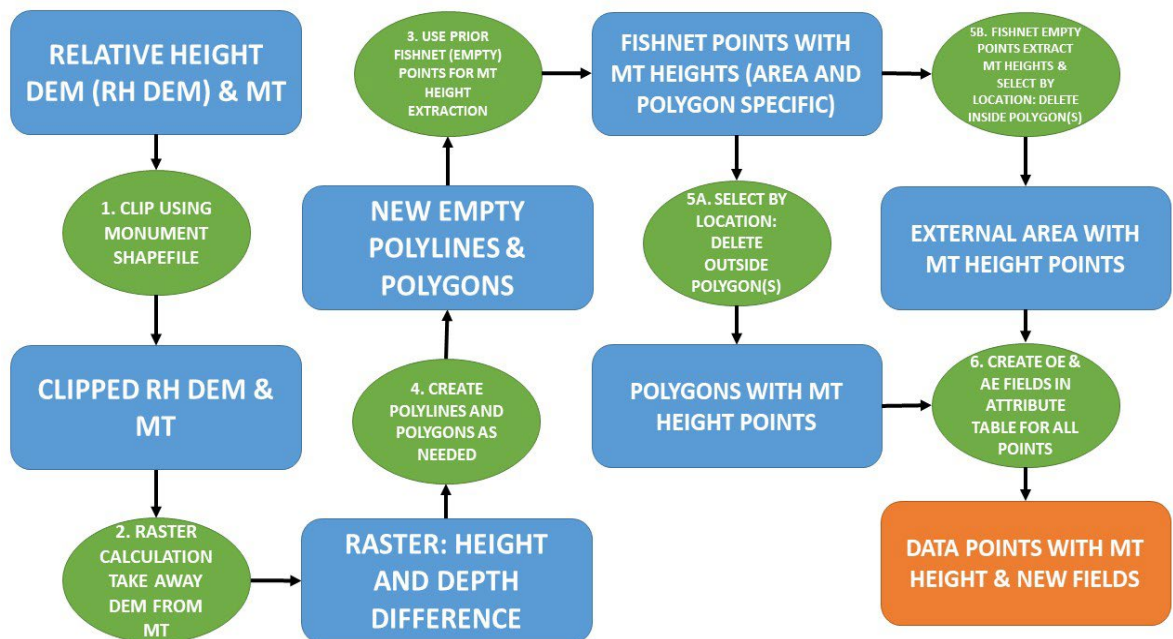 RELATIVE HEIGHT
DEM (RH DEM) & MT
1. CLIP USING
MONUMENT
SHAPEFILE
CLIPPED RH DEM &
MT
2. RASTER
CALCULATION
TAKE AWAY
DEM FROM
MT
RASTER: HEIGHT
AND DEPTH
DIFFERENCE
4. CREATE
POLYLINES AND
POLYGONS AS
NEEDED
NEW EMPTY
POLYLINES &
POLYGONS
3. USE PRIOR
FISHNET (EMPTY)
POINTS FOR MT
HEIGHT
EXTRACTION
FISHNET POINTS WITH
MT HEIGHTS (AREA AND
POLYGON SPECIFIC)
5A. SELECT BY
LOCATION:
DELETE
OUTSIDE
POLYGON(S)
POLYGONS WITH MT
HEIGHT POINTS
5B. FISHNET EMPTY
POINTS EXTRACT
MT HEIGHTS &
SELECT BY
LOCATION: DELETE
INSIDE POLYGON(S)
EXTERNAL AREA WITH
MT HEIGHT POINTS
6. CREATE OE &
AE FIELDS IN
ATTRIBUTE
TABLE FOR ALL
POINTS
DATA POINTS WITH MT
HEIGHT & NEW FIELDS